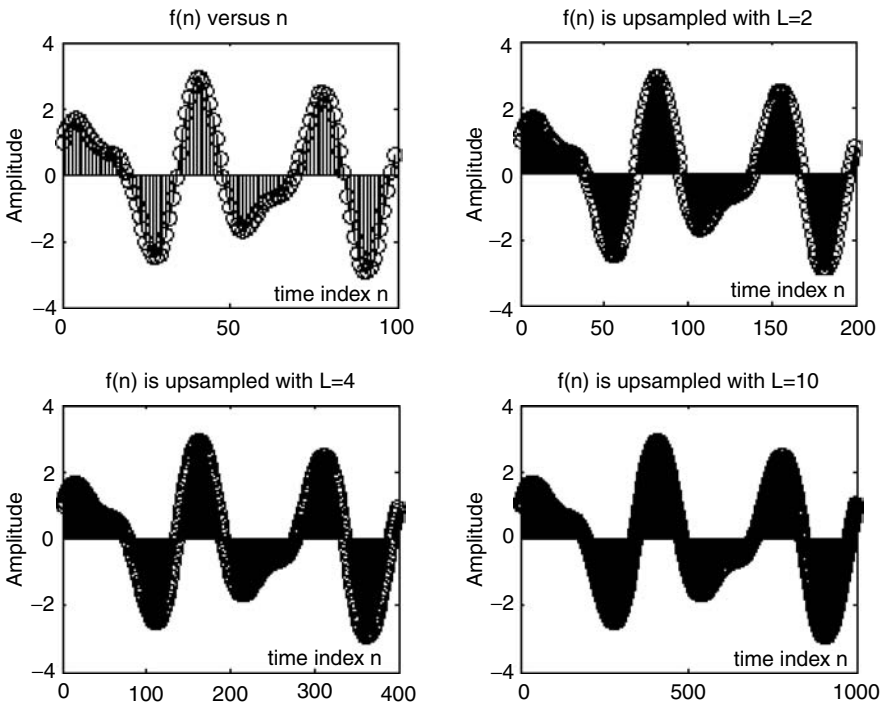 f(n) versus n
4
2
0
−2
−4
Amplitude
time index n
0 50 100
f(n) is upsampled with L=2
4
2
0
−2
−4
Amplitude
time index n
0 50 100 150 200
f(n) is upsampled with L=4
4
2
0
−2
−4
Amplitude
time index n
0 100 200 300 400
f(n) is upsampled with L=10
4
2
0
−2
−4
Amplitude
time index n
0 500 1000